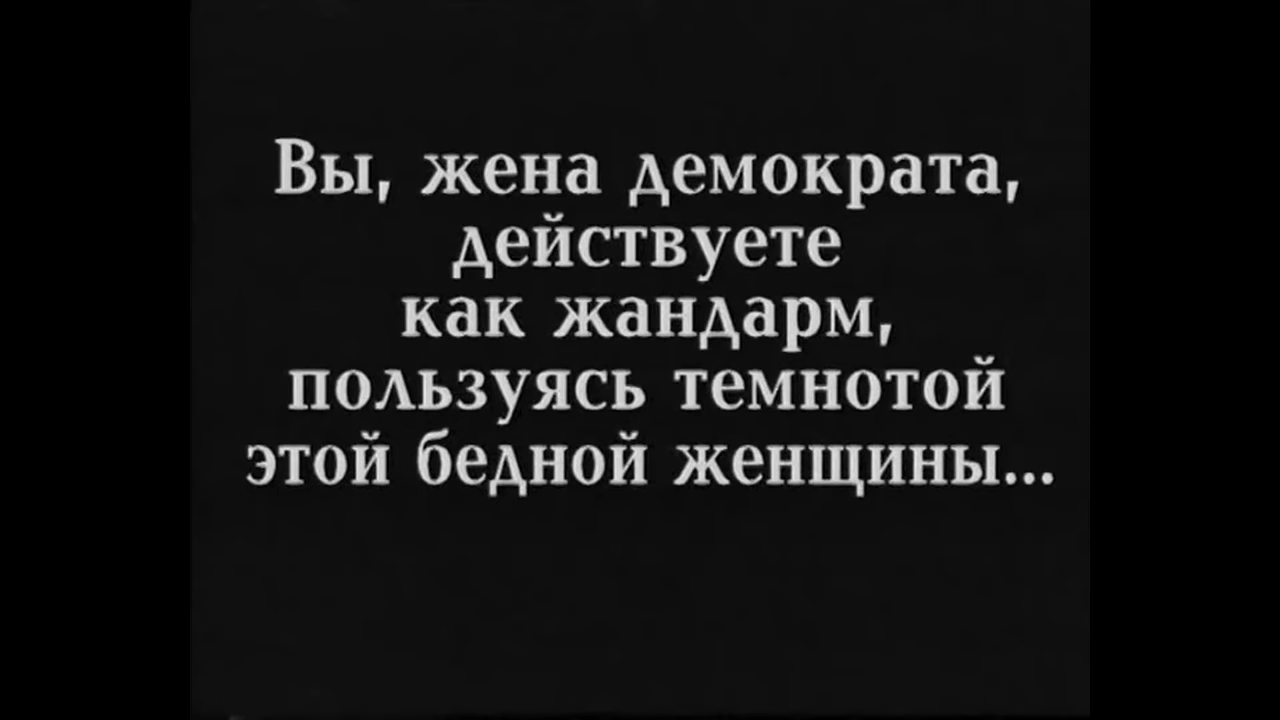 Вы, жена демократа,
действуете
как жандарм,
пользуясь темнотой
этой бедной женщины...